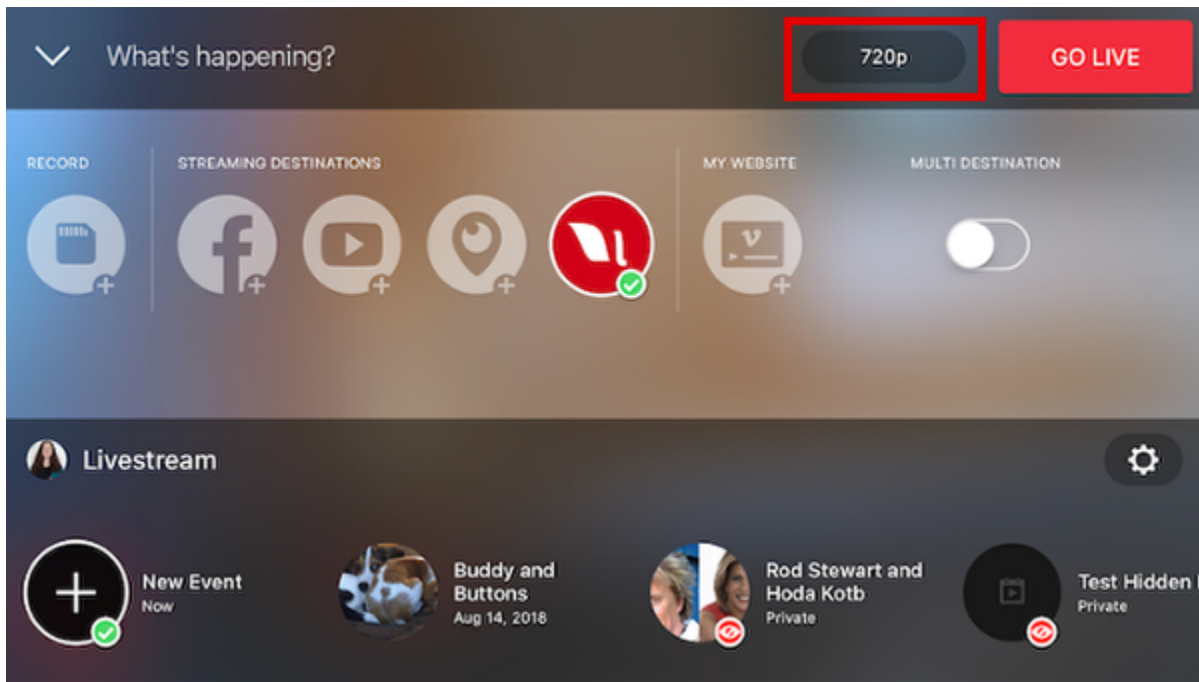 What's happening?
720p
GO LIVE
RECORD
STREAMING DESTINATIONS
MY WEBSITE
MULTI DESTINATION
Livestream
New Event
Now
Buddy and
Buttons
Aug 14, 2018
Rod Stewart and
Hoda Kotb
Private
Test Hidden
Private